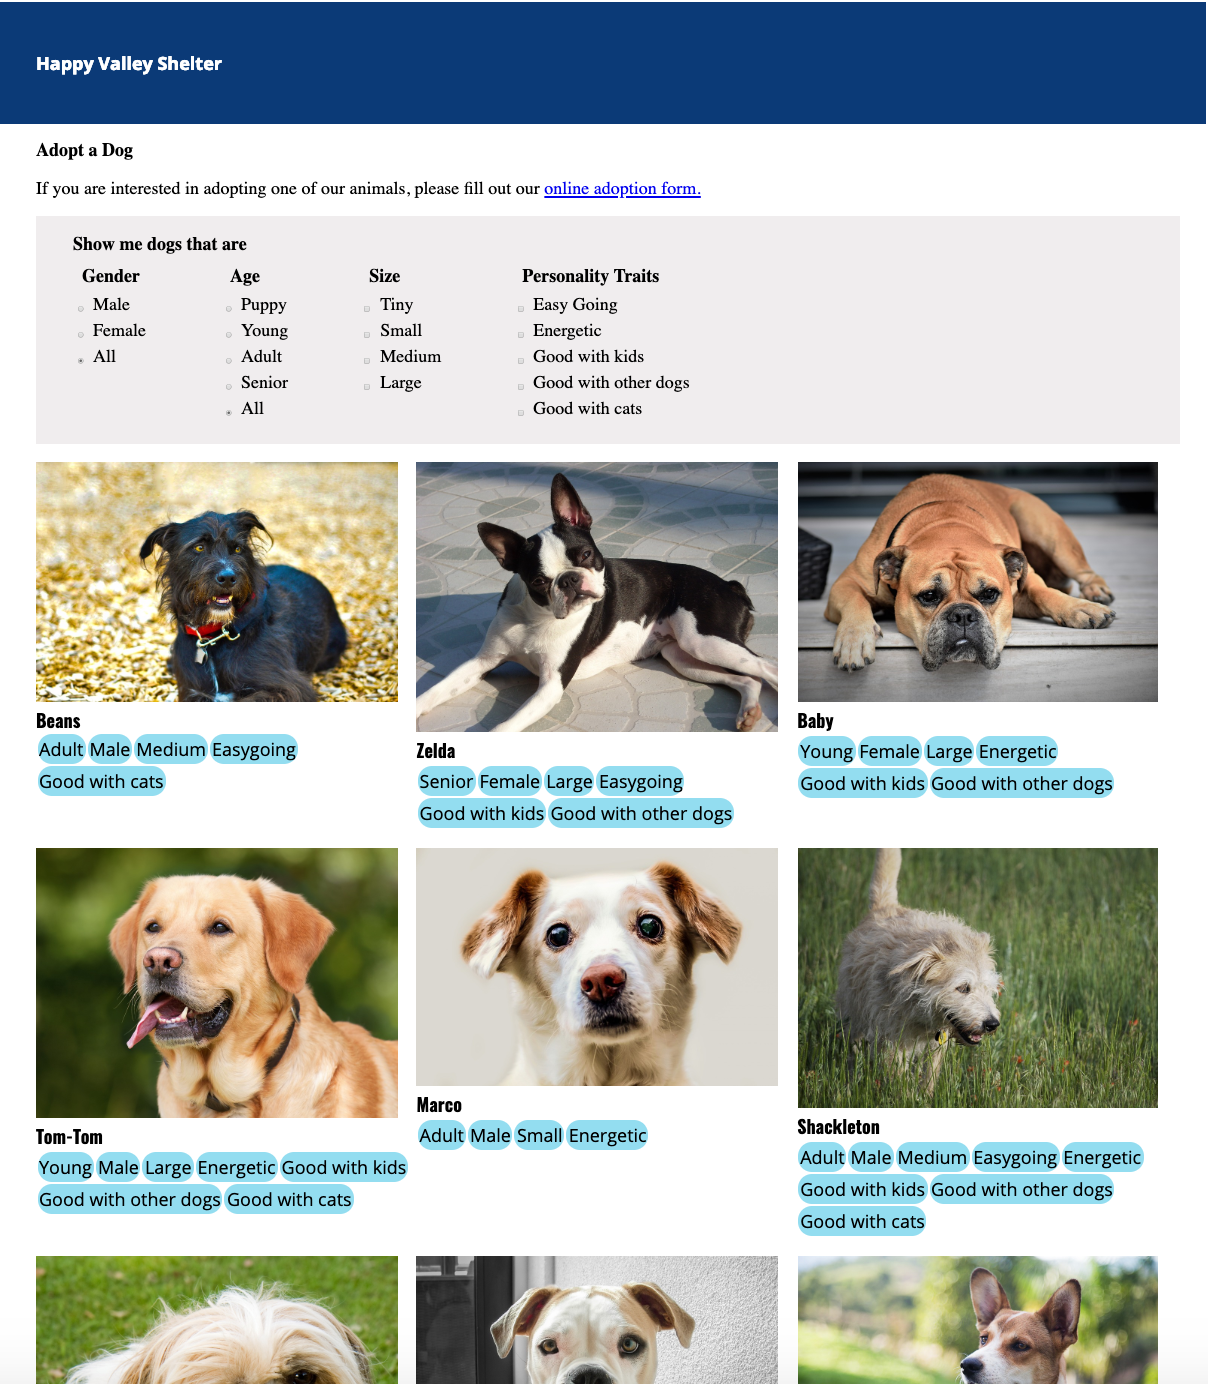 Happy Valley Shelter
Adopt a Dog
If you are interested in adopting one of our animals, please fill out our online adoption form.
Show me dogs that are
Gender
Male
Female
All
Age
Puppy
Young
Adult
Senior
All
Size
Tiny
Small
Medium
Large
Personality Traits
Easy Going
Energetic
Good with kids
Good with other dogs
Good with cats
Beans
Adult Male Medium Easygoing
Good with cats
Zelda
Senior Female Large Easygoing
Good with kids Good with other dogs
Baby
Young Female Large Energetic
Good with kids Good with other dogs
Tom-Tom
Young Male Large Energetic Good with kids
Good with other dogs Good with cats
Marco
Adult Male Small Energetic
Shackleton
Adult Male Medium Easygoing Energetic
Good with kids Good with other dogs
Good with cats